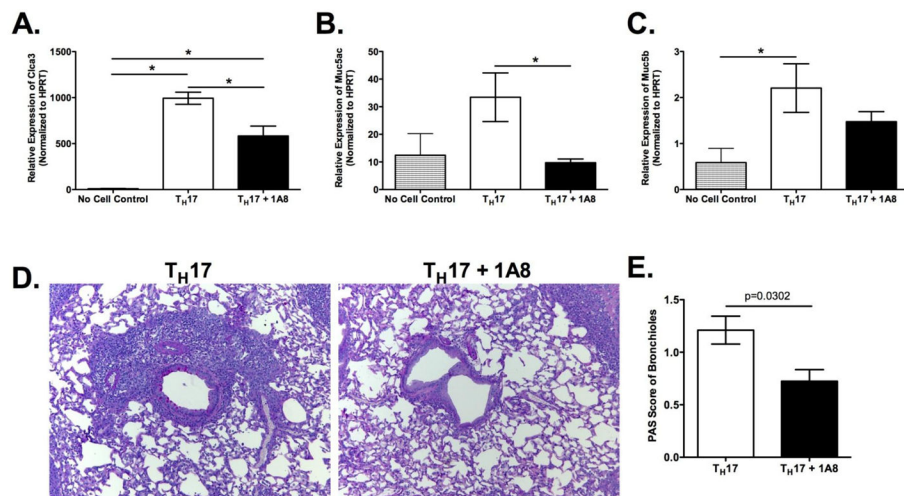 A.
Relative Expression of Clca3
(Normalized to HPRT)
1500
1000
500
0
*
*
*
No Cell Control
TH17
TH17 + 1A8
B.
Relative Expression of Muc5ac
(Normalized to HPRT)
50
40
30
20
10
0
*
No Cell Control
TH17
TH17 + 1A8
C.
Relative Expression of Muc5b
(Normalized to HPRT)
3
2
1
0
*
No Cell Control
TH17
TH17 + 1A8
D.
TH17
TH17 + 1A8
E.
PAS Score of Bronchioles
1.5
1.0
0.5
0.0
p=0.0302
TH17
TH17 + 1A8